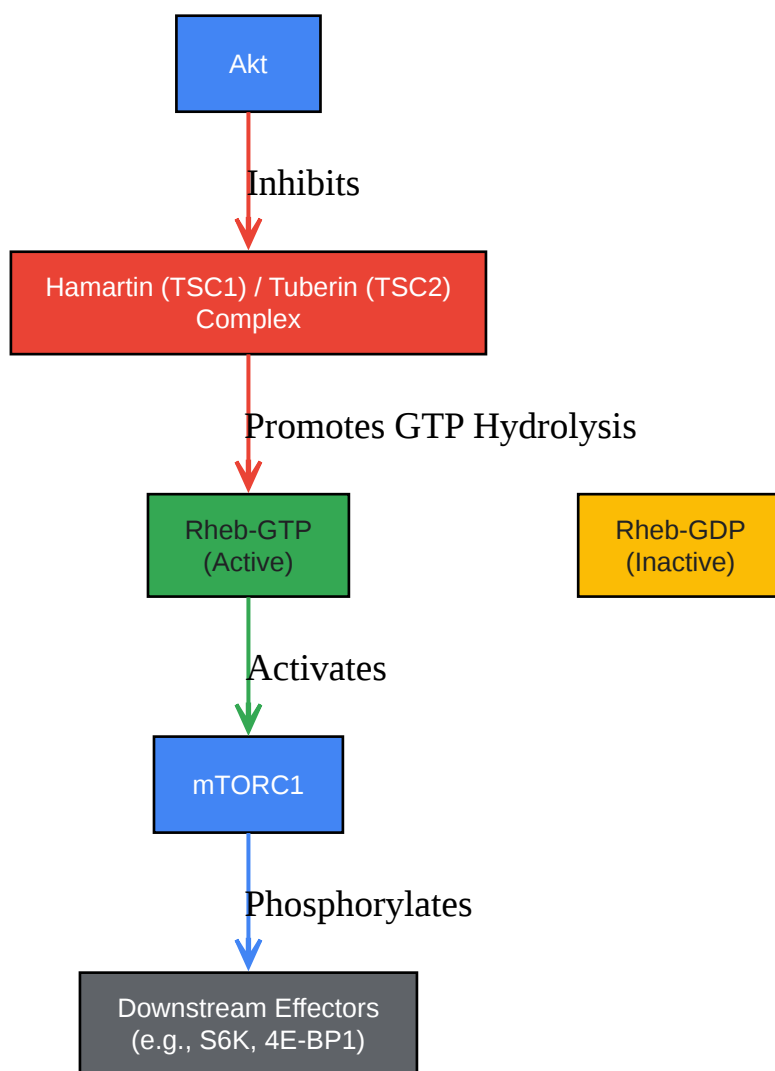 Akt
Inhibits
Hamartin (TSC1) / Tuberin (TSC2)
Complex
Promotes GTP Hydrolysis
Rheb-GTP
(Active)
Rheb-GDP
(Inactive)
Activates
mTORC1
Phosphorylates
Downstream Effectors
(e.g., S6K, 4E-BP1)